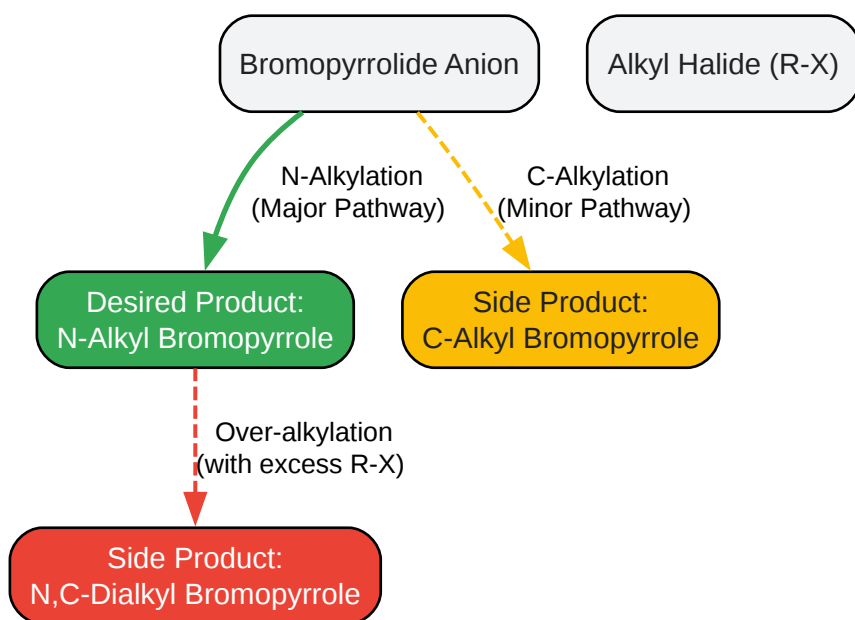 Bromopyrrolide Anion
Alkyl Halide (R-X)
N-Alkylation
(Major Pathway)
C-Alkylation
(Minor Pathway)
Desired Product:
N-Alkyl Bromopyrrole
Side Product:
C-Alkyl Bromopyrrole
Over-alkylation
(with excess R-X)
Side Product:
N,C-Dialkyl Bromopyrrole